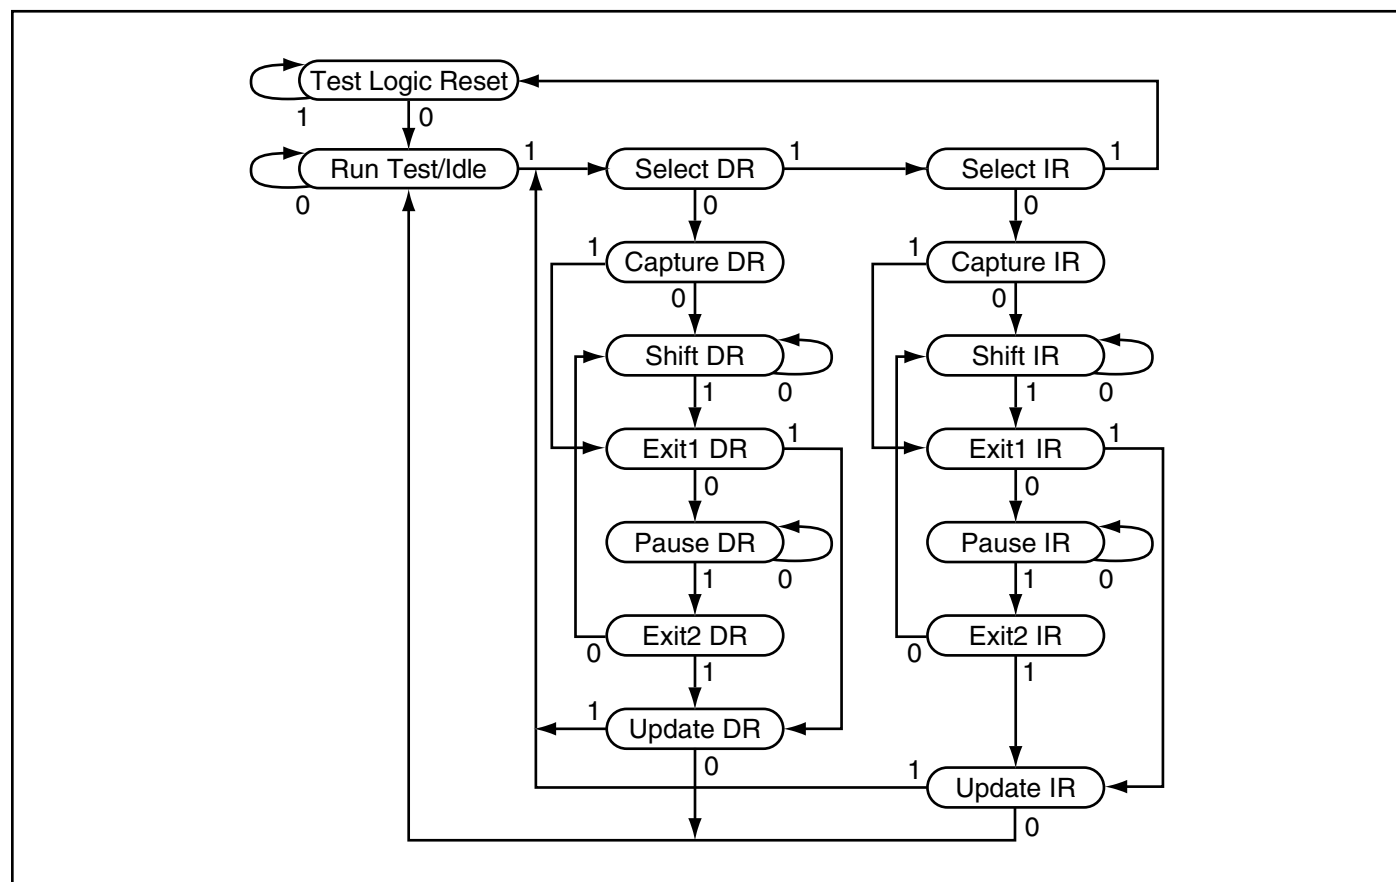 Test Logic Reset
1 0
Run Test/Idle 1 Select DR 1 Select IR 1
0 0 0
1 Capture DR 1 Capture IR
0 0
Shift DR Shift IR
1 0 1 0
Exit1 DR 1 Exit1 IR 1
0 0
Pause DR Pause IR
1 0 1 0
Exit2 DR Exit2 IR
0 1 0 1
1 Update DR
0 1 Update IR
0